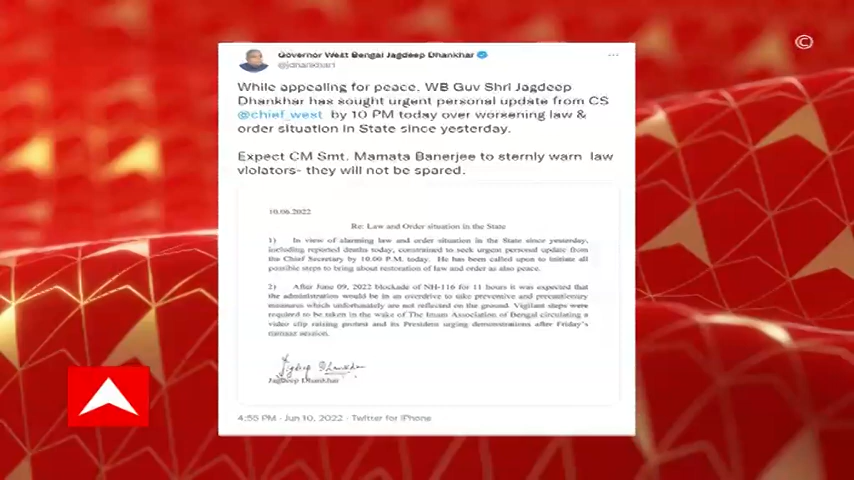 ©
Governor West Bengal Jagdeep Dhankhar
@jdhankhar1
While appealing for peace. WB Guv Shri Jagdeep
Dhankhar has sought urgent personal update from CS
@chief_west by 10 PM today over worsening law &
order situation in State since yesterday.
Expect CM Smt. Mamata Banerjee to sternly warn law
violators- they will not be spared.
10.06.2022
Re: Law and Order situation in the State
1) In view of alarming law and order situation in the State since yesterday,
including reported deaths today, constrained to seek urgent personal update from
the Chief Secretary by 10.00 P.M. today. He has been called upon to initiate all
possible steps to bring about restoration of law and order as also peace.
2) After June 09, 2022 blockade of NH-116 for 11 hours it was expected that
the administration would be in an overdrive to take preventive and precautionary
measures which unfortunately are not reflected on the ground. Vigilant steps were
required to be taken in the wake of The Imam Association of Bengal circulating a
video clip raising protest and its President urging demonstrations after Friday's
namaaz session.
Jagdeep Dhankhar
Jagdeep Dhankhar
4:55 PM · Jun 10, 2022 · Twitter for iPhone